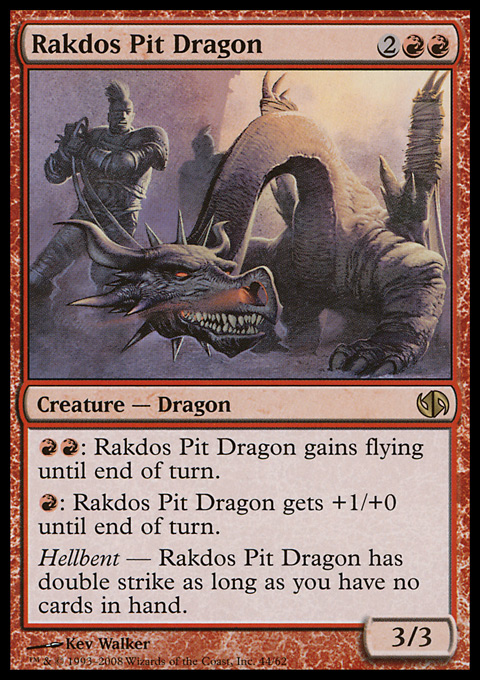 Rakdos Pit Dragon 2
Creature — Dragon
: Rakdos Pit Dragon gains flying
until end of turn.
: Rakdos Pit Dragon gets +1/+0
until end of turn.
Hellbent — Rakdos Pit Dragon has
double strike as long as you have no
cards in hand.
Kev Walker
3/3
™ & © 1993–2008 Wizards of the Coast, Inc. 44/62